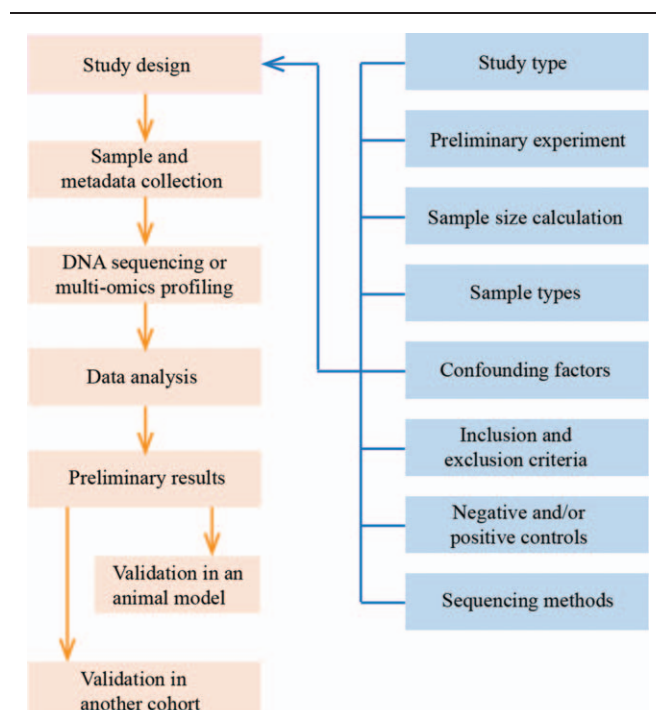 Study design
Sample and
metadata collection
DNA sequencing or
multi-omics profiling
Data analysis
Preliminary results
Validation in an
animal model
Validation in
another cohort
Study type
Preliminary experiment
Sample size calculation
Sample types
Confounding factors
Inclusion and
exclusion criteria
Negative and/or
positive controls
Sequencing methods